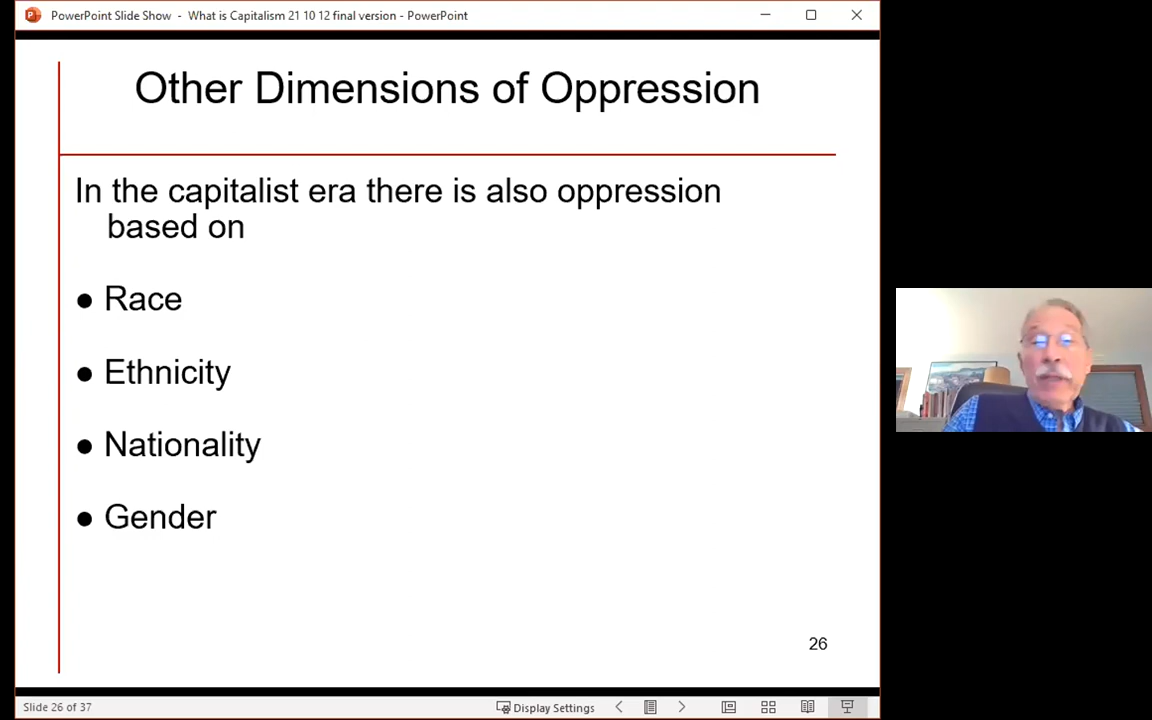 PowerPoint Slide Show - What is Capitalism 21 10 12 final version - PowerPoint
Other Dimensions of Oppression
In the capitalist era there is also oppression
based on
● Race
● Ethnicity
● Nationality
● Gender
26
Slide 26 of 37
Display Settings